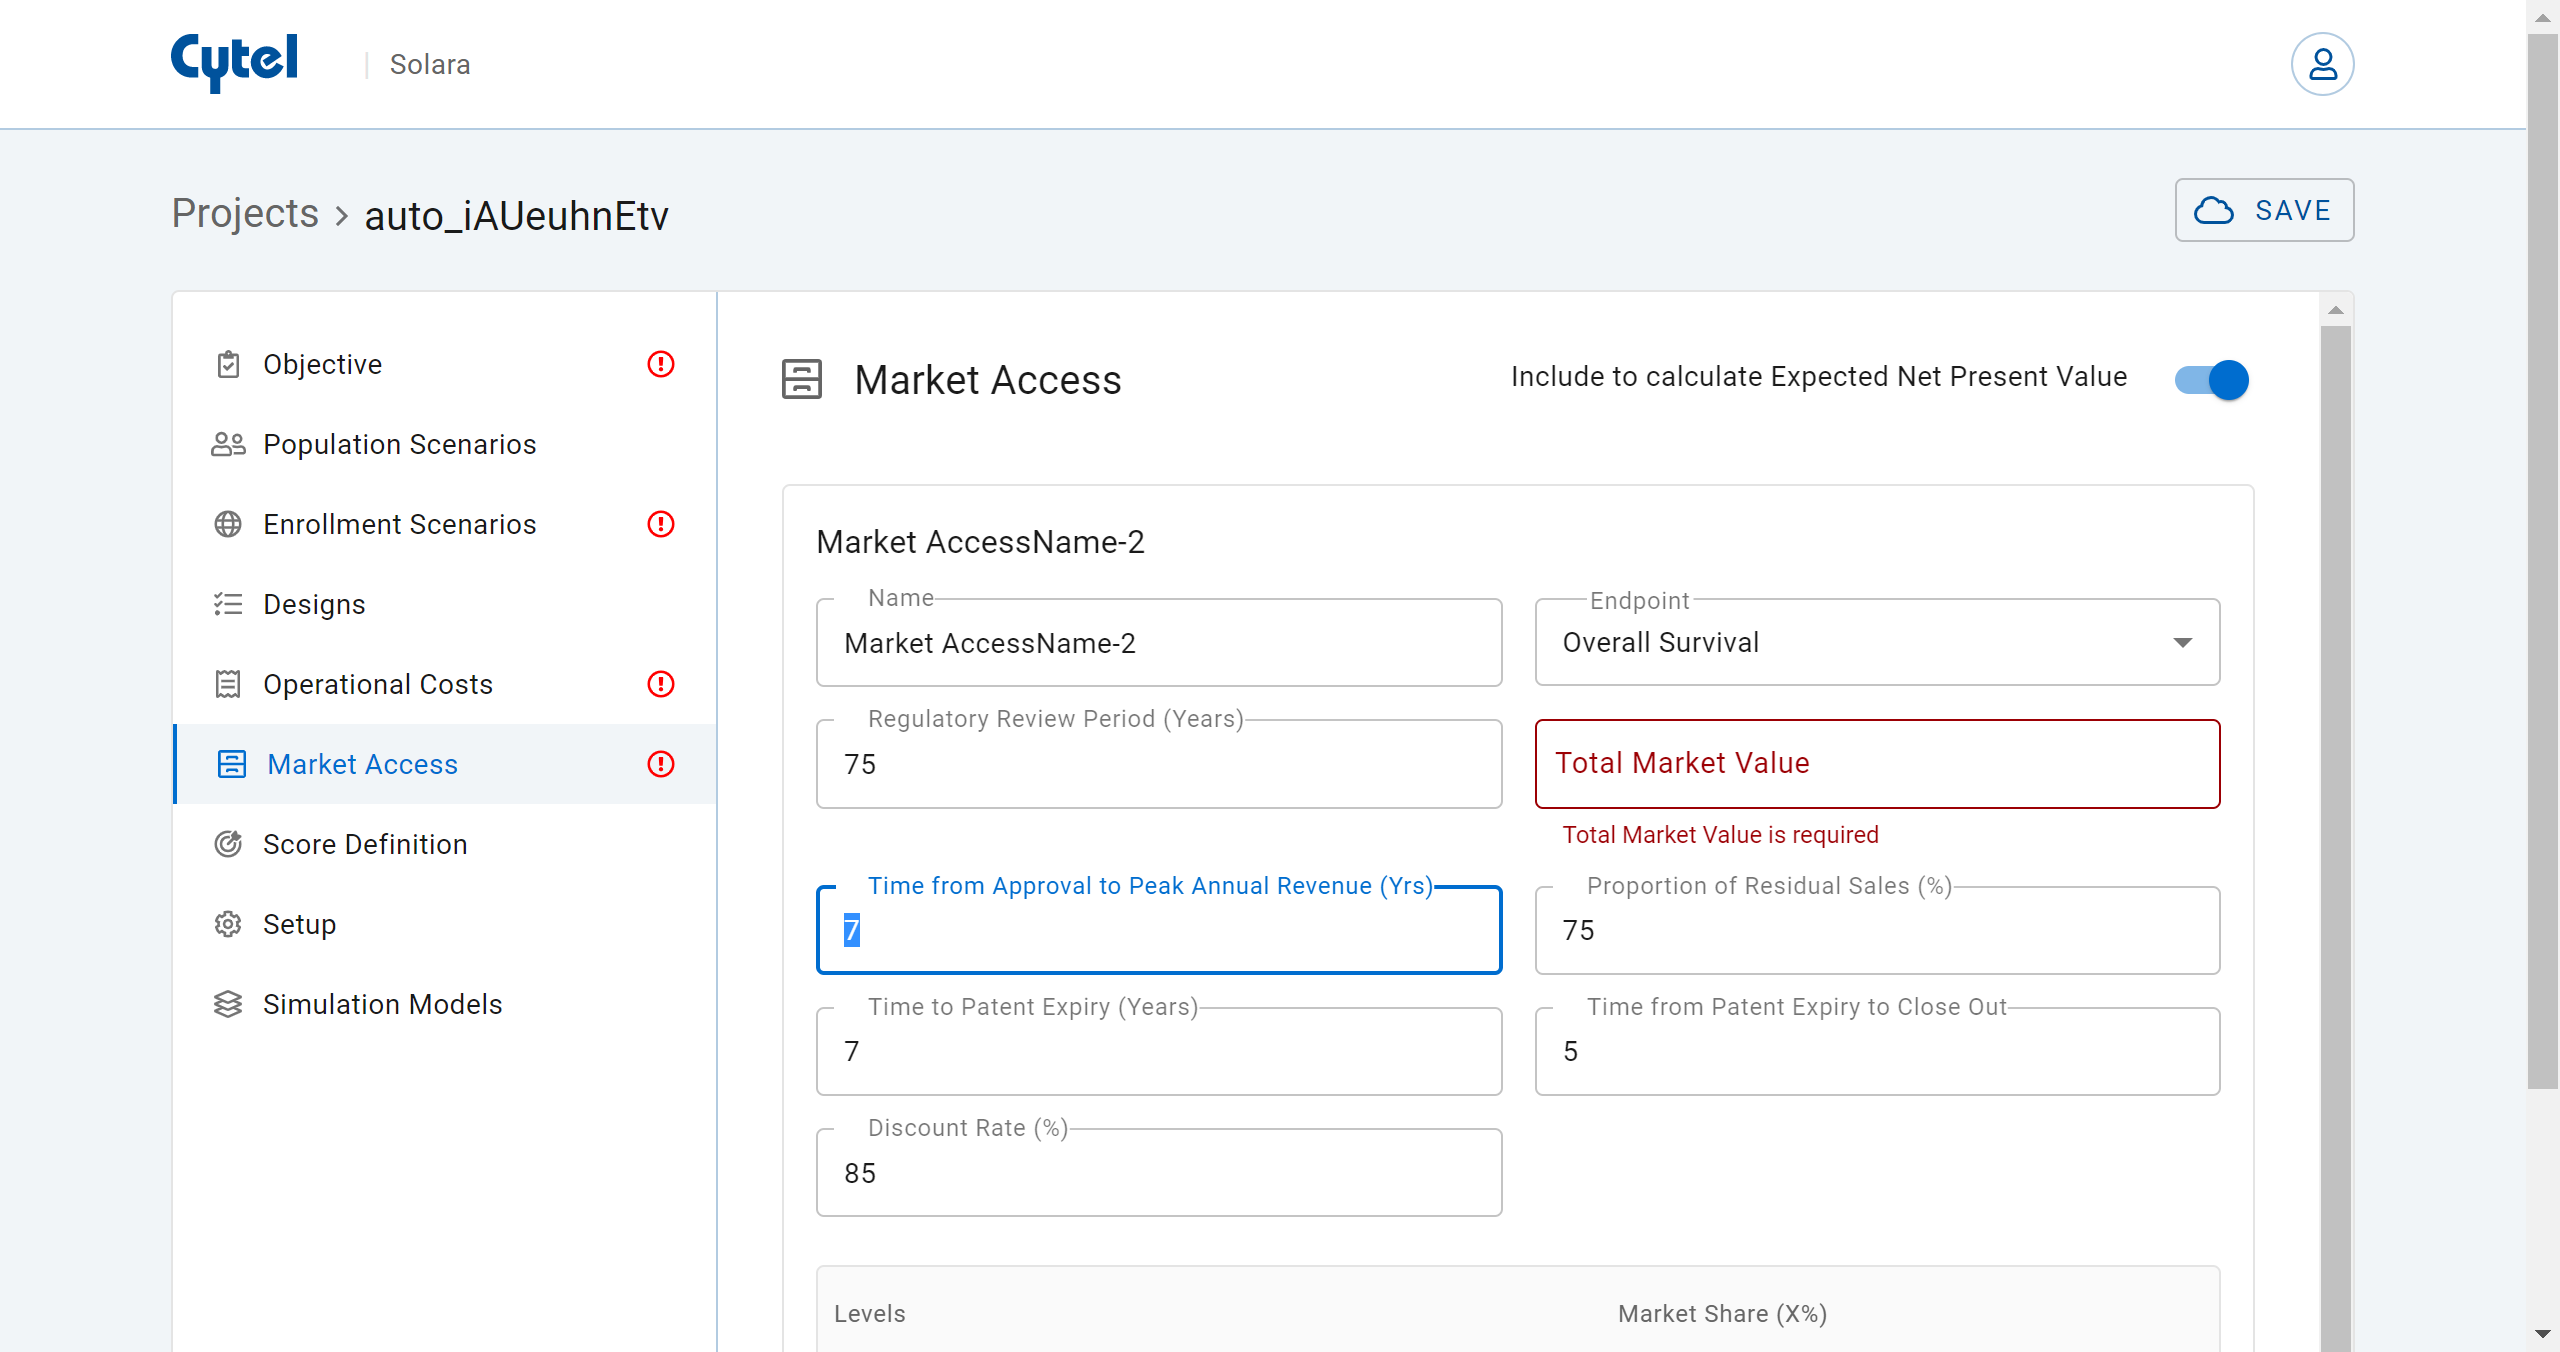 Cytel | Solara
Projects > auto_iAUeuhnEtv
SAVE
Objective
Population Scenarios
Enrollment Scenarios
Designs
Operational Costs
Market Access
Score Definition
Setup
Simulation Models
Market Access
Include to calculate Expected Net Present Value
Market AccessName-2
Name
Market AccessName-2
Endpoint
Overall Survival
Regulatory Review Period (Years)
75
Total Market Value
Total Market Value is required
Time from Approval to Peak Annual Revenue (Yrs)
7
Proportion of Residual Sales (%)
75
Time to Patent Expiry (Years)
7
Time from Patent Expiry to Close Out
5
Discount Rate (%)
85
Levels
Market Share (X%)